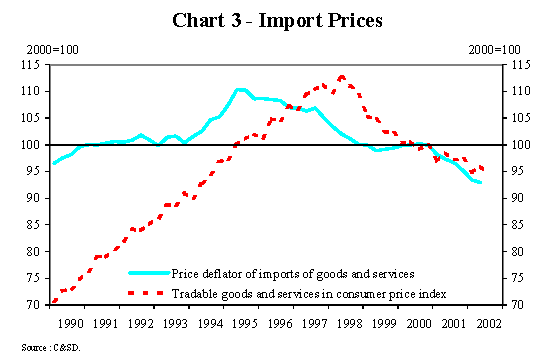 Chart 3 - Import Prices
2000=100 2000=100
115 115
110 110
105 105
100 100
95 95
90 90
85 85
80 80
75 75
70 70
Price deflator of imports of goods and services
Tradable goods and services in consumer price index
1990 1991 1992 1993 1994 1995 1996 1997 1998 1999 2000 2001 2002
Source : C&SD.